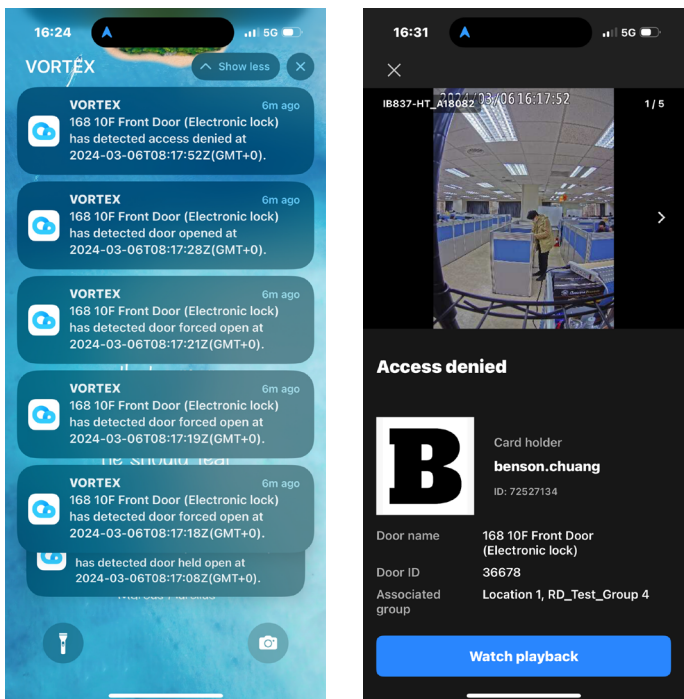 16:24
5G
VORTEX
Show less
VORTEX
6m ago
168 10F Front Door (Electronic lock)
has detected access denied at
2024-03-06T08:17:52Z(GMT+0).
VORTEX
6m ago
168 10F Front Door (Electronic lock)
has detected door opened at
2024-03-06T08:17:28Z(GMT+0).
VORTEX
6m ago
168 10F Front Door (Electronic lock)
has detected door forced open at
2024-03-06T08:17:21Z(GMT+0).
VORTEX
6m ago
168 10F Front Door (Electronic lock)
has detected door forced open at
2024-03-06T08:17:19Z(GMT+0).
he should fear
VORTEX
6m ago
168 10F Front Door (Electronic lock)
has detected door forced open at
2024-03-06T08:17:18Z(GMT+0).
has detected door held open at
2024-03-06T08:17:08Z(GMT+0).
16:31
5G
IB837-HT_A18082
2024/03/06 16:17:52
1 / 5
Access denied
B
Card holder
benson.chuang
ID: 72527134
Door name
168 10F Front Door
(Electronic lock)
Door ID
36678
Associated
group
Location 1, RD_Test_Group 4
Watch playback